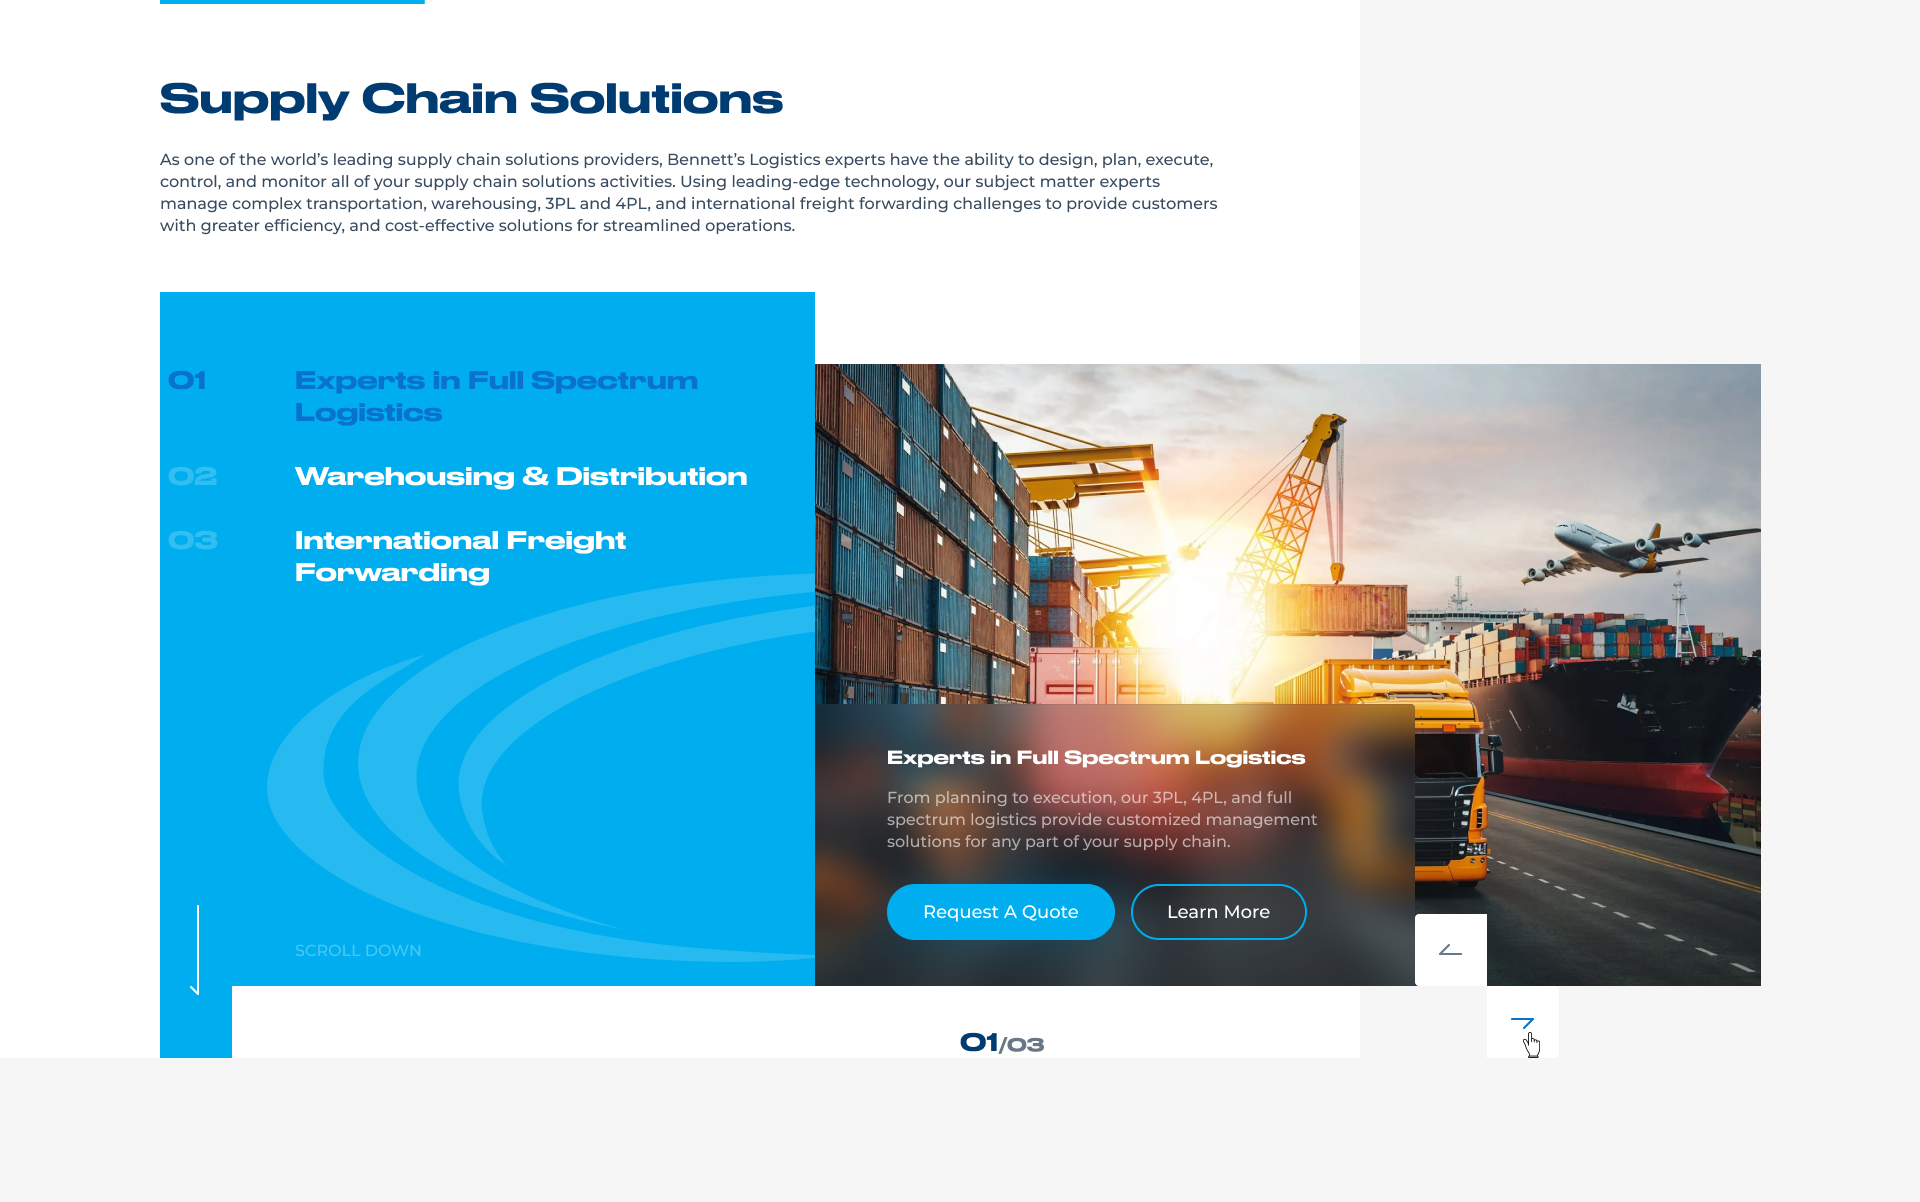 Supply Chain Solutions
As one of the world’s leading supply chain solutions providers, Bennett’s Logistics experts have the ability to design, plan, execute,
control, and monitor all of your supply chain solutions activities. Using leading-edge technology, our subject matter experts
manage complex transportation, warehousing, 3PL and 4PL, and international freight forwarding challenges to provide customers
with greater efficiency, and cost-effective solutions for streamlined operations.
01 Experts in Full Spectrum
Logistics
02 Warehousing & Distribution
03 International Freight
Forwarding
SCROLL DOWN
Experts in Full Spectrum Logistics
From planning to execution, our 3PL, 4PL, and full
spectrum logistics provide customized management
solutions for any part of your supply chain.
Request A Quote Learn More
01/03